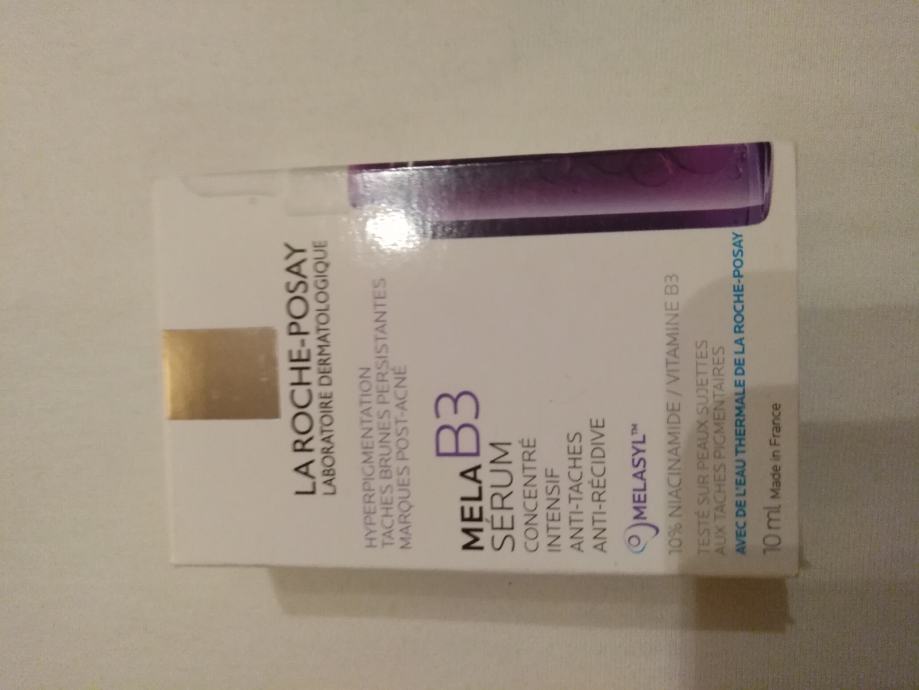 LA ROCHE-POSAY
LABORATOIRE DERMATOLOGIQUE
HYPERPIGMENTATION
TACHES BRUNES PERSISTANTES
MARQUES POST-ACNÉ
MELA B3
SÉRUM
CONCENTRÉ
INTENSIF
ANTI-TACHES
ANTI-RÉCIDIVE
MELASYL™
10% NIACINAMIDE / VITAMINE B3
TESTÉ SUR PEAUX SUJETTES
AUX TACHES PIGMENTAIRES
AVEC DE L'EAU THERMALE DE LA ROCHE-POSAY
10 ml Made in France